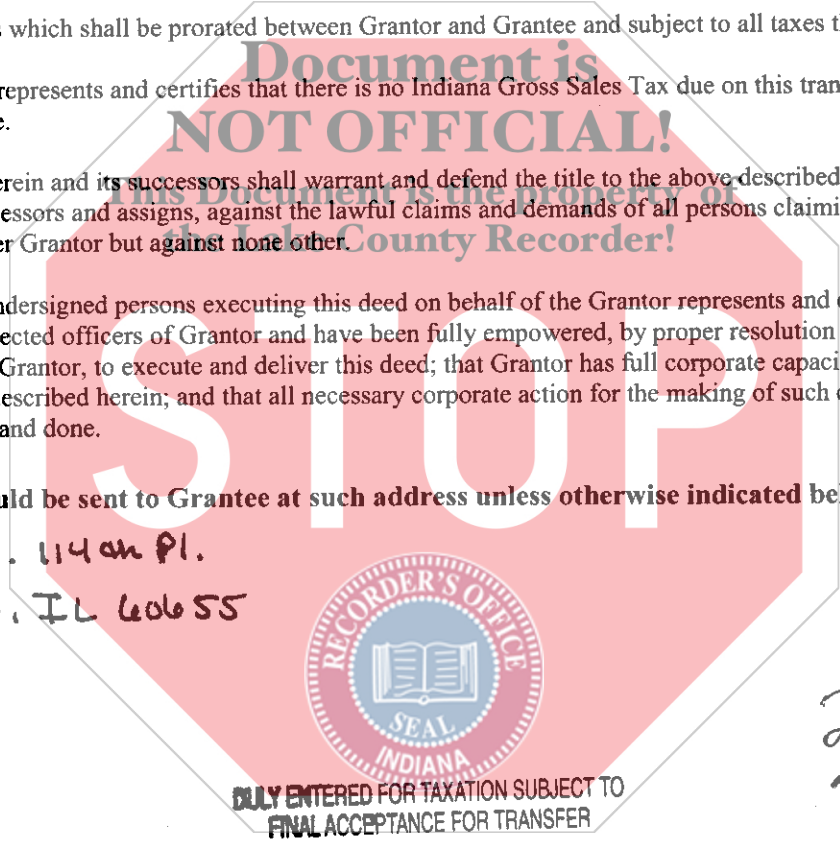 which shall be prorated between Grantor and Grantee and subject to all taxes t
Document is
represents and certifies that there is no Indiana Gross Sales Tax due on this tran
e.
NOT OFFICIAL!
erein and its successors shall warrant and defend the title to the above described
This Document is the property of
essors and assigns, against the lawful claims and demands of all persons claimi
er Grantor but against none other.
the Lake County Recorder!
ndersigned persons executing this deed on behalf of the Grantor represents and
ected officers of Grantor and have been fully empowered, by proper resolution
Grantor, to execute and deliver this deed; that Grantor has full corporate capaci
escribed herein; and that all necessary corporate action for the making of such
and done.
STOP
uld be sent to Grantee at such address unless otherwise indicated be
. 114th Pl.
, IL 60655
RECORDER'S OFFICE
SEAL
INDIANA
DULY ENTERED FOR TAXATION SUBJECT TO
FINAL ACCEPTANCE FOR TRANSFER